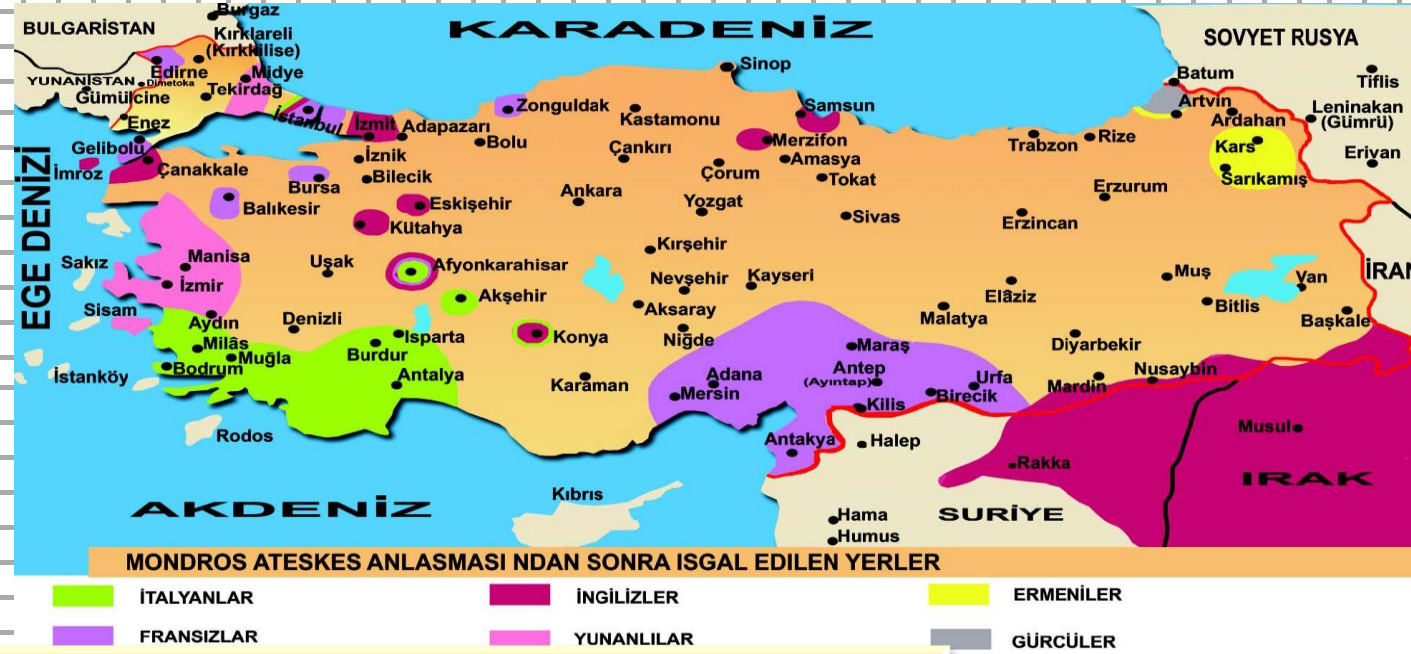 BULGARİSTAN
Burgaz
Kırklareli
(Kırkkilise)
KARADENİZ
SOVYET RUSYA
YUNANİSTAN
Edirne
Dimetoka
Midye
Gümülcine
Tekirdağ
Enez
İstanbul
İzmit
Adapazarı
Zonguldak
Sinop
Kastamonu
Samsun
Batum
Tiflis
Artvin
Ardahan
Leninakan
(Gümrü)
Gelibolu
İmroz
Çanakkale
İznik
Bilecik
Bolu
Çankırı
Merzifon
Amasya
Çorum
Tokat
Trabzon
Rize
Kars
Sarıkamış
Erivan
EGE DENİZİ
Bursa
Balıkesir
Eskişehir
Kütahya
Ankara
Yozgat
Sivas
Erzurum
Erzincan
Sakız
Manisa
İzmir
Uşak
Afyonkarahisar
Kırşehir
Nevşehir
Kayseri
Elâziz
Muş
Van
İRAN
Bitlis
Başkale
Sisam
Aydın
Denizli
Akşehir
Aksaray
Malatya
Milâs
Muğla
Bodrum
İstanköy
Isparta
Burdur
Antalya
Konya
Niğde
Karaman
Maraş
Adana
Mersin
Antep
(Ayıntap)
Urfa
Birecik
Kilis
Diyarbekir
Mardin
Nusaybin
Rodos
Antakya
Halep
Musul
Rakka
IRAK
AKDENİZ
Kıbrıs
Hama
Humus
SURİYE
MONDROS ATESKES ANLASMASI NDAN SONRA ISGAL EDILEN YERLER
İTALYANLAR
İNGİLİZLER
ERMENİLER
FRANSIZLAR
YUNANLILAR
GÜRCÜLER